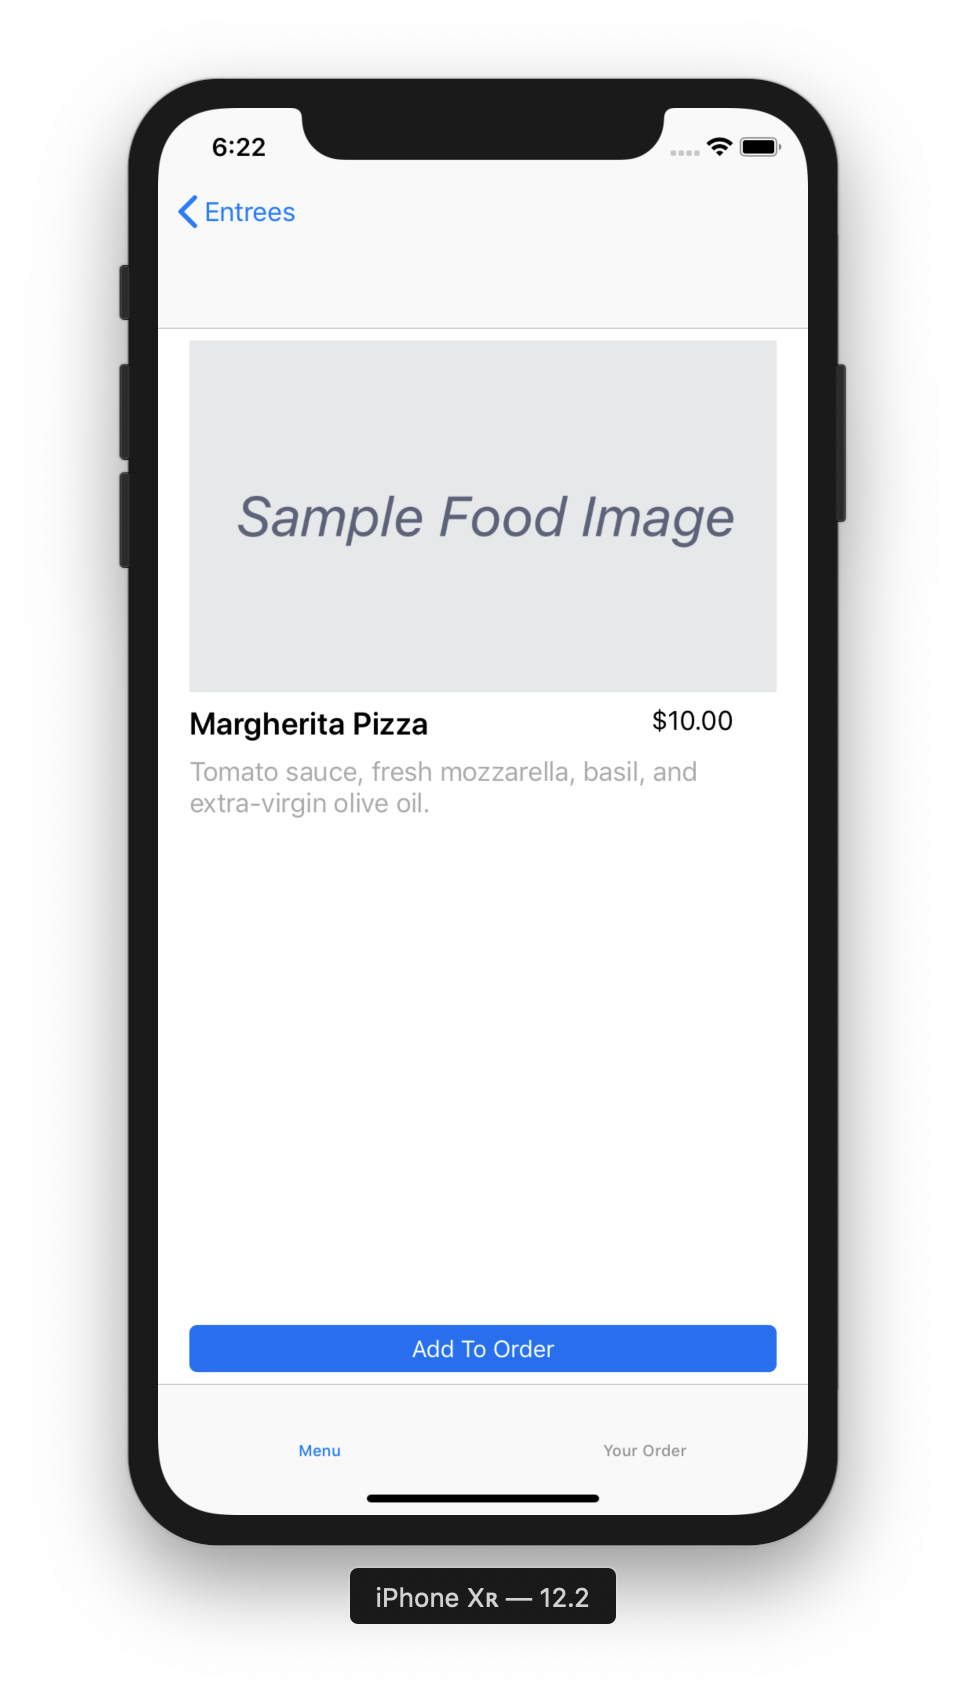 6:22
Entrees
Sample Food Image
Margherita Pizza $10.00
Tomato sauce, fresh mozzarella, basil, and
extra-virgin olive oil.
Add To Order
Menu Your Order
iPhone Xʀ — 12.2